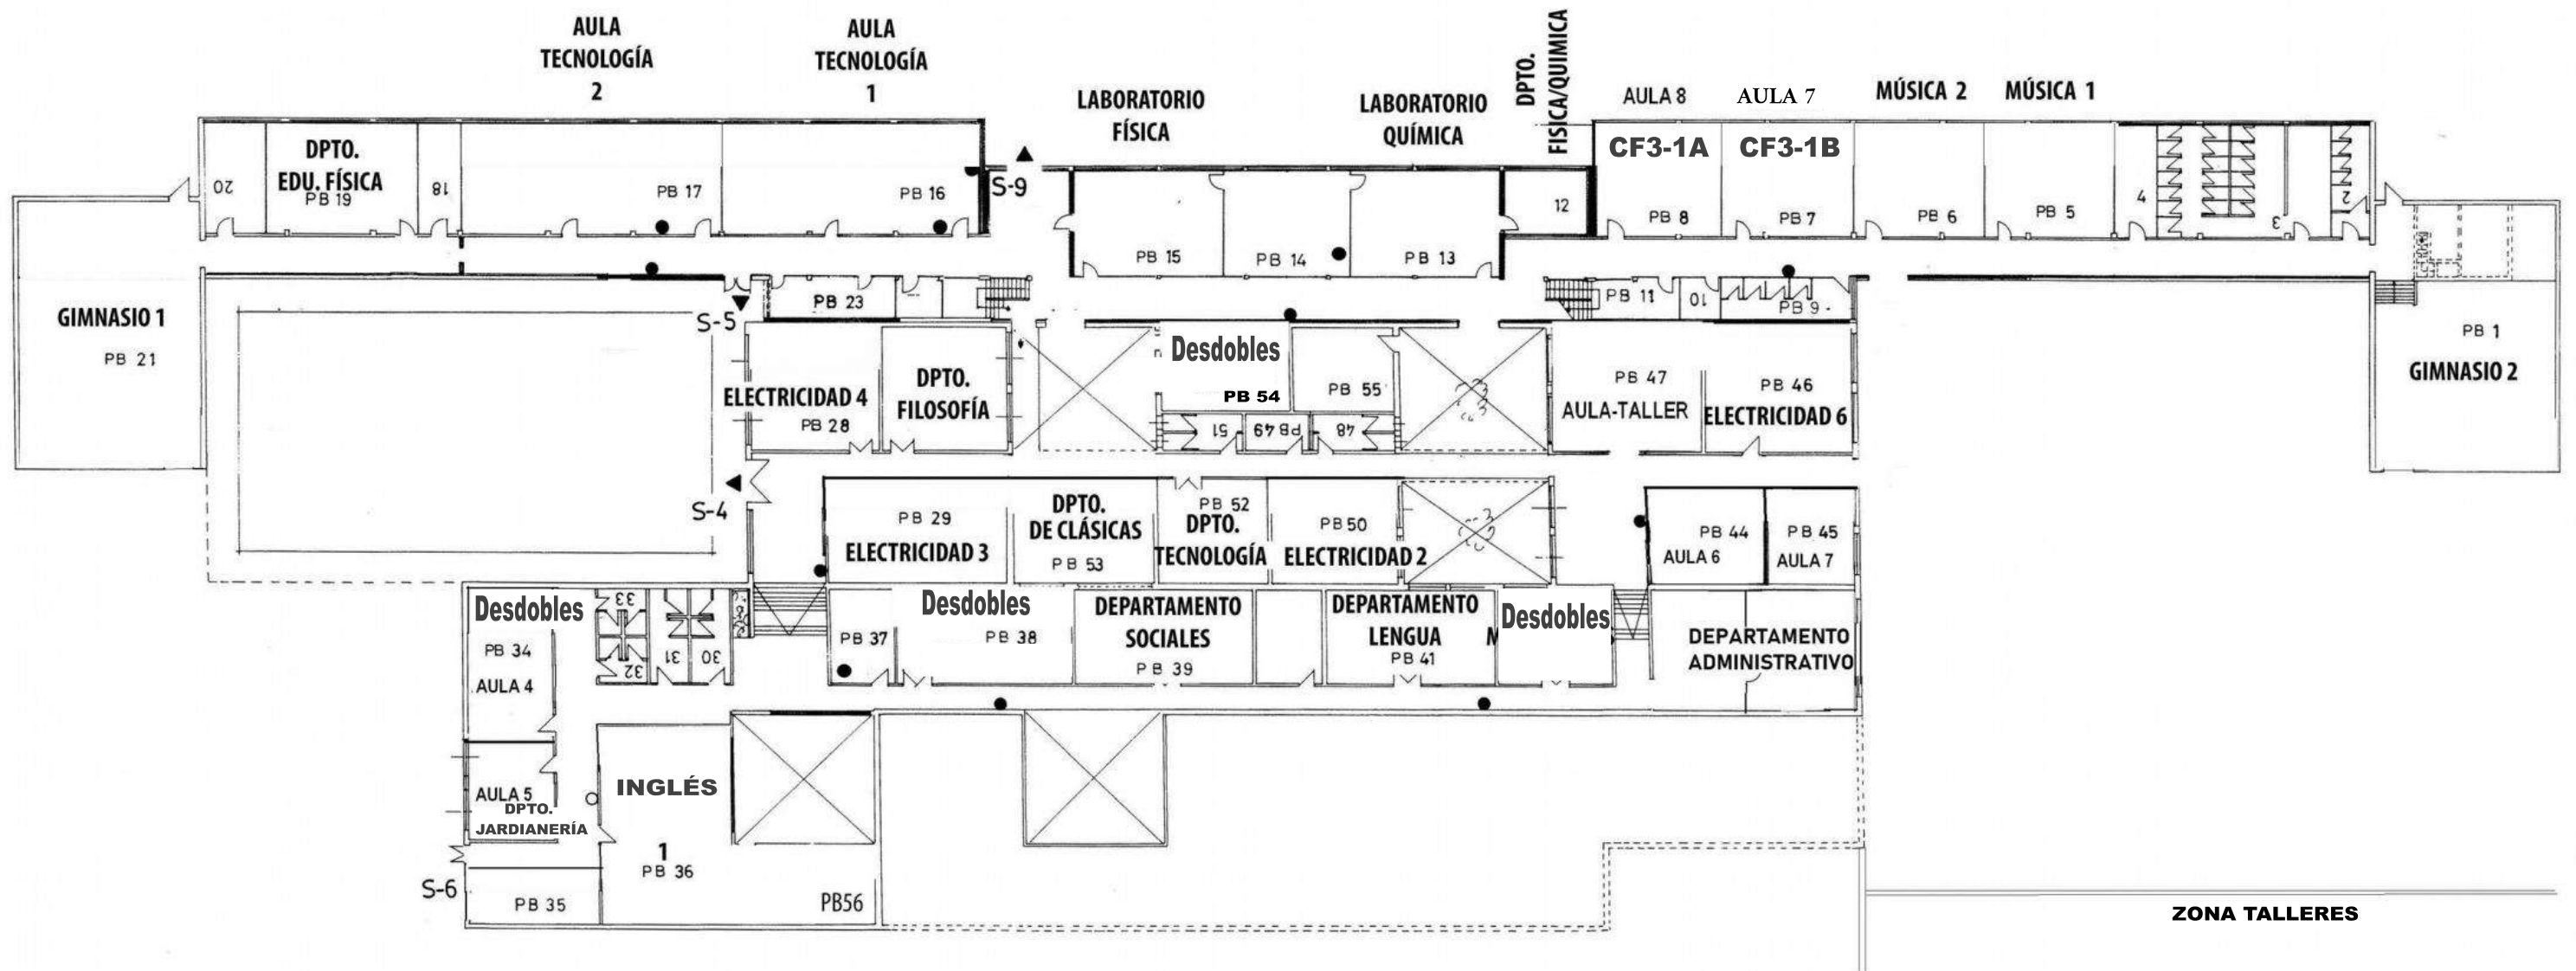 AULA
TECNOLOGÍA
2
AULA
TECNOLOGÍA
1
LABORATORIO
FÍSICA
LABORATORIO
QUÍMICA
DPTO.
FISICA/QUIMICA
AULA 8
AULA 7
MÚSICA 2
MÚSICA 1
20
DPTO.
EDU. FÍSICA
PB 19
18
PB 17
PB 16
S-9
PB 15
PB 14
PB 13
12
CF3-1A
PB 8
CF3-1B
PB 7
PB 6
PB 5
4
3
2
GIMNASIO 1
PB 21
S-5
PB 23
PB 11
10
PB 9
PB 1
GIMNASIO 2
ELECTRICIDAD 4
PB 28
DPTO.
FILOSOFÍA
Desdobles
PB 54
PB 55
51
PB 49
48
PB 47
AULA-TALLER
PB 46
ELECTRICIDAD 6
S-4
PB 29
ELECTRICIDAD 3
DPTO.
DE CLÁSICAS
PB 53
PB 52
DPTO.
TECNOLOGÍA
PB50
ELECTRICIDAD 2
PB 44
AULA 6
PB 45
AULA 7
Desdobles
PB 34
AULA 4
33
32
31
30
PB 37
Desdobles
PB 38
DEPARTAMENTO
SOCIALES
PB 39
DEPARTAMENTO
LENGUA
PB 41
M
Desdobles
DEPARTAMENTO
ADMINISTRATIVO
AULA 5
DPTO.
JARDIANERÍA
INGLÉS
1
PB 36
S-6
PB 35
PB56
ZONA TALLERES